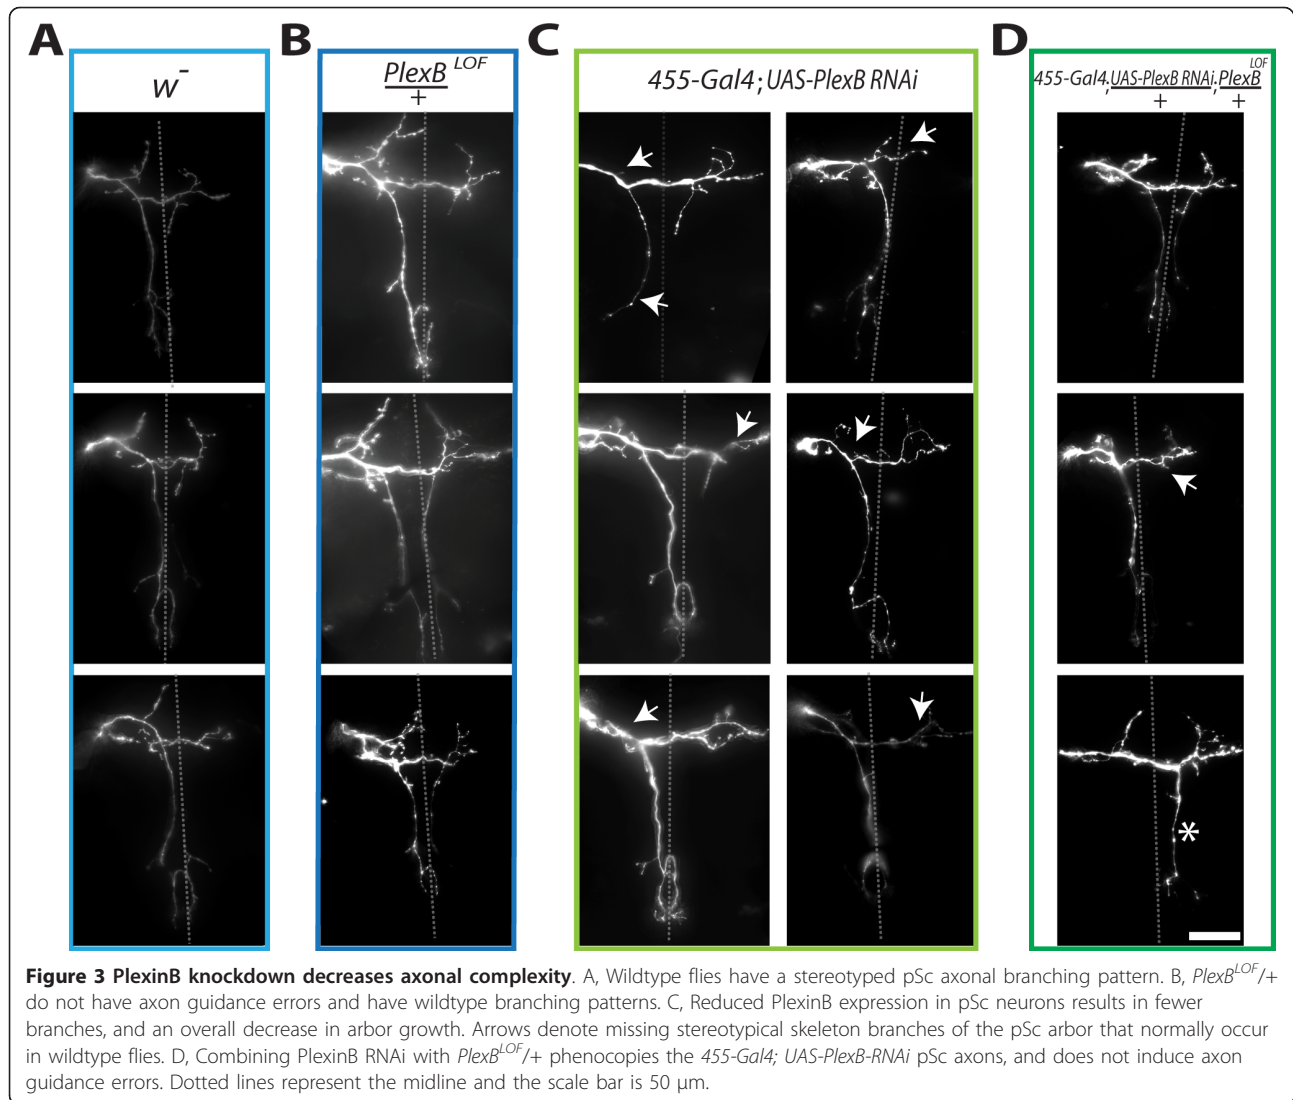 A
B
C
D
w⁻
PlexB LOF
+
455-Gal4; UAS-PlexB RNAi
455-Gal4; UAS-PlexB RNAi; PlexB LOF
+ +
*
Figure 3 PlexinB knockdown decreases axonal complexity. A, Wildtype flies have a stereotyped pSc axonal branching pattern. B, PlexB^LOF/+
do not have axon guidance errors and have wildtype branching patterns. C, Reduced PlexinB expression in pSc neurons results in fewer
branches, and an overall decrease in arbor growth. Arrows denote missing stereotypical skeleton branches of the pSc arbor that normally occur
in wildtype flies. D, Combining PlexinB RNAi with PlexB^LOF/+ phenocopies the 455-Gal4; UAS-PlexB-RNAi pSc axons, and does not induce axon
guidance errors. Dotted lines represent the midline and the scale bar is 50 μm.